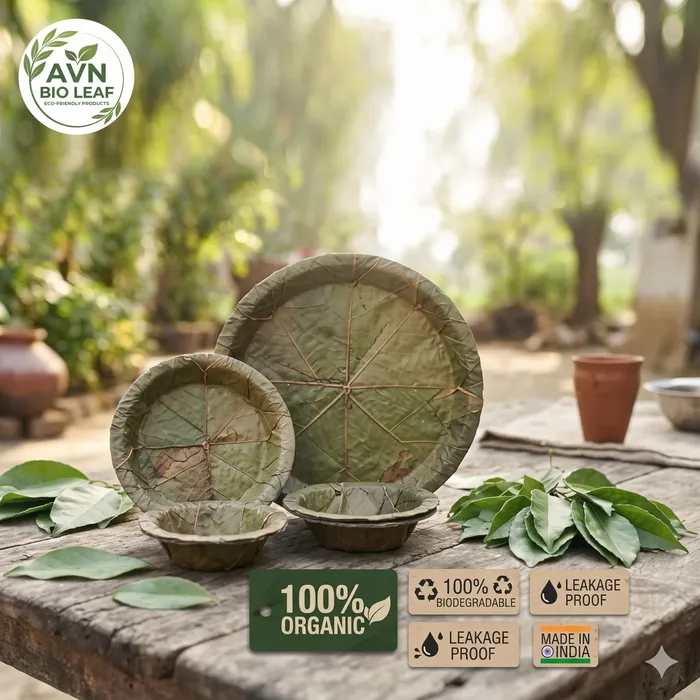 AVN
BIO LEAF
ECO-FRIENDLY PRODUCTS
100%
ORGANIC
100%
BIODEGRADABLE
LEAKAGE
PROOF
LEAKAGE
PROOF
MADE IN
INDIA